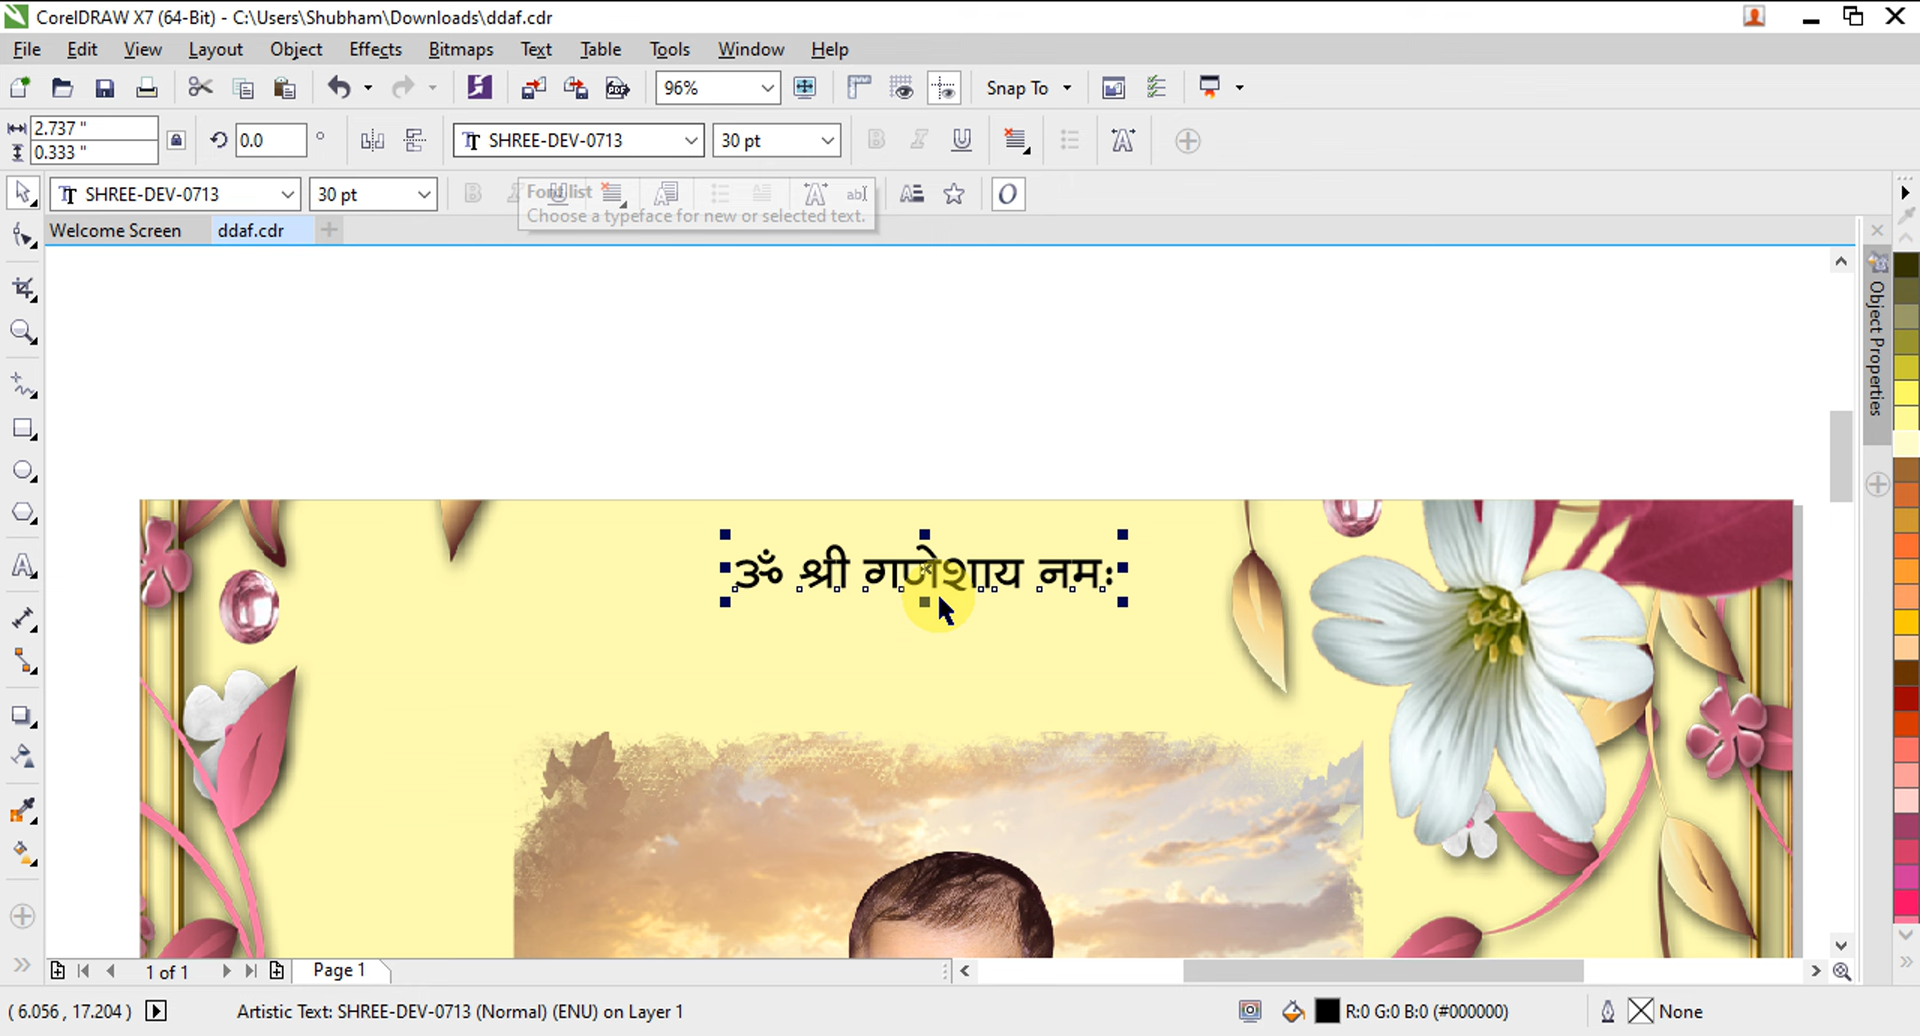 CorelDRAW X7 (64-Bit) - C:\Users\Shubham\Downloads\ddaf.cdr
File Edit View Layout Object Effects Bitmaps Text Table Tools Window Help
96% Snap To
2.737 "
0.333 "
0.0 °
SHREE-DEV-0713 30 pt
SHREE-DEV-0713 30 pt
Font list
Choose a typeface for new or selected text.
Welcome Screen ddaf.cdr
Object Properties
ॐ श्री गणेशाय नमः
1 of 1 Page 1
( 6.056 , 17.204 ) Artistic Text: SHREE-DEV-0713 (Normal) (ENU) on Layer 1 R:0 G:0 B:0 (#000000) None